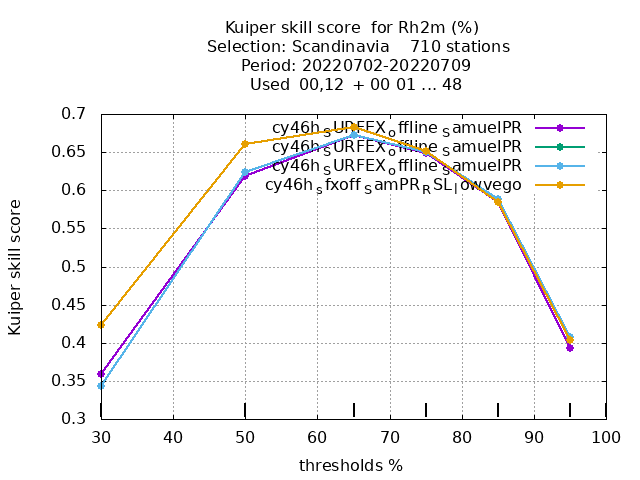 Kuiper skill score  for Rh2m (%)
Selection: Scandinavia    710 stations
Period: 20220702-20220709
Used  00,12  + 00 01 ... 48
cy46h_sURFEX_offline_samuelPR
cy46h_sURFEX_offline_samuelPR
cy46h_sURFEX_offline_samuelPR
cy46h_sfxoff_SamPR_RSL_lowvego
0.7
0.65
0.6
0.55
0.5
0.45
0.4
0.35
0.3
Kuiper skill score
30 40 50 60 70 80 90 100
thresholds %